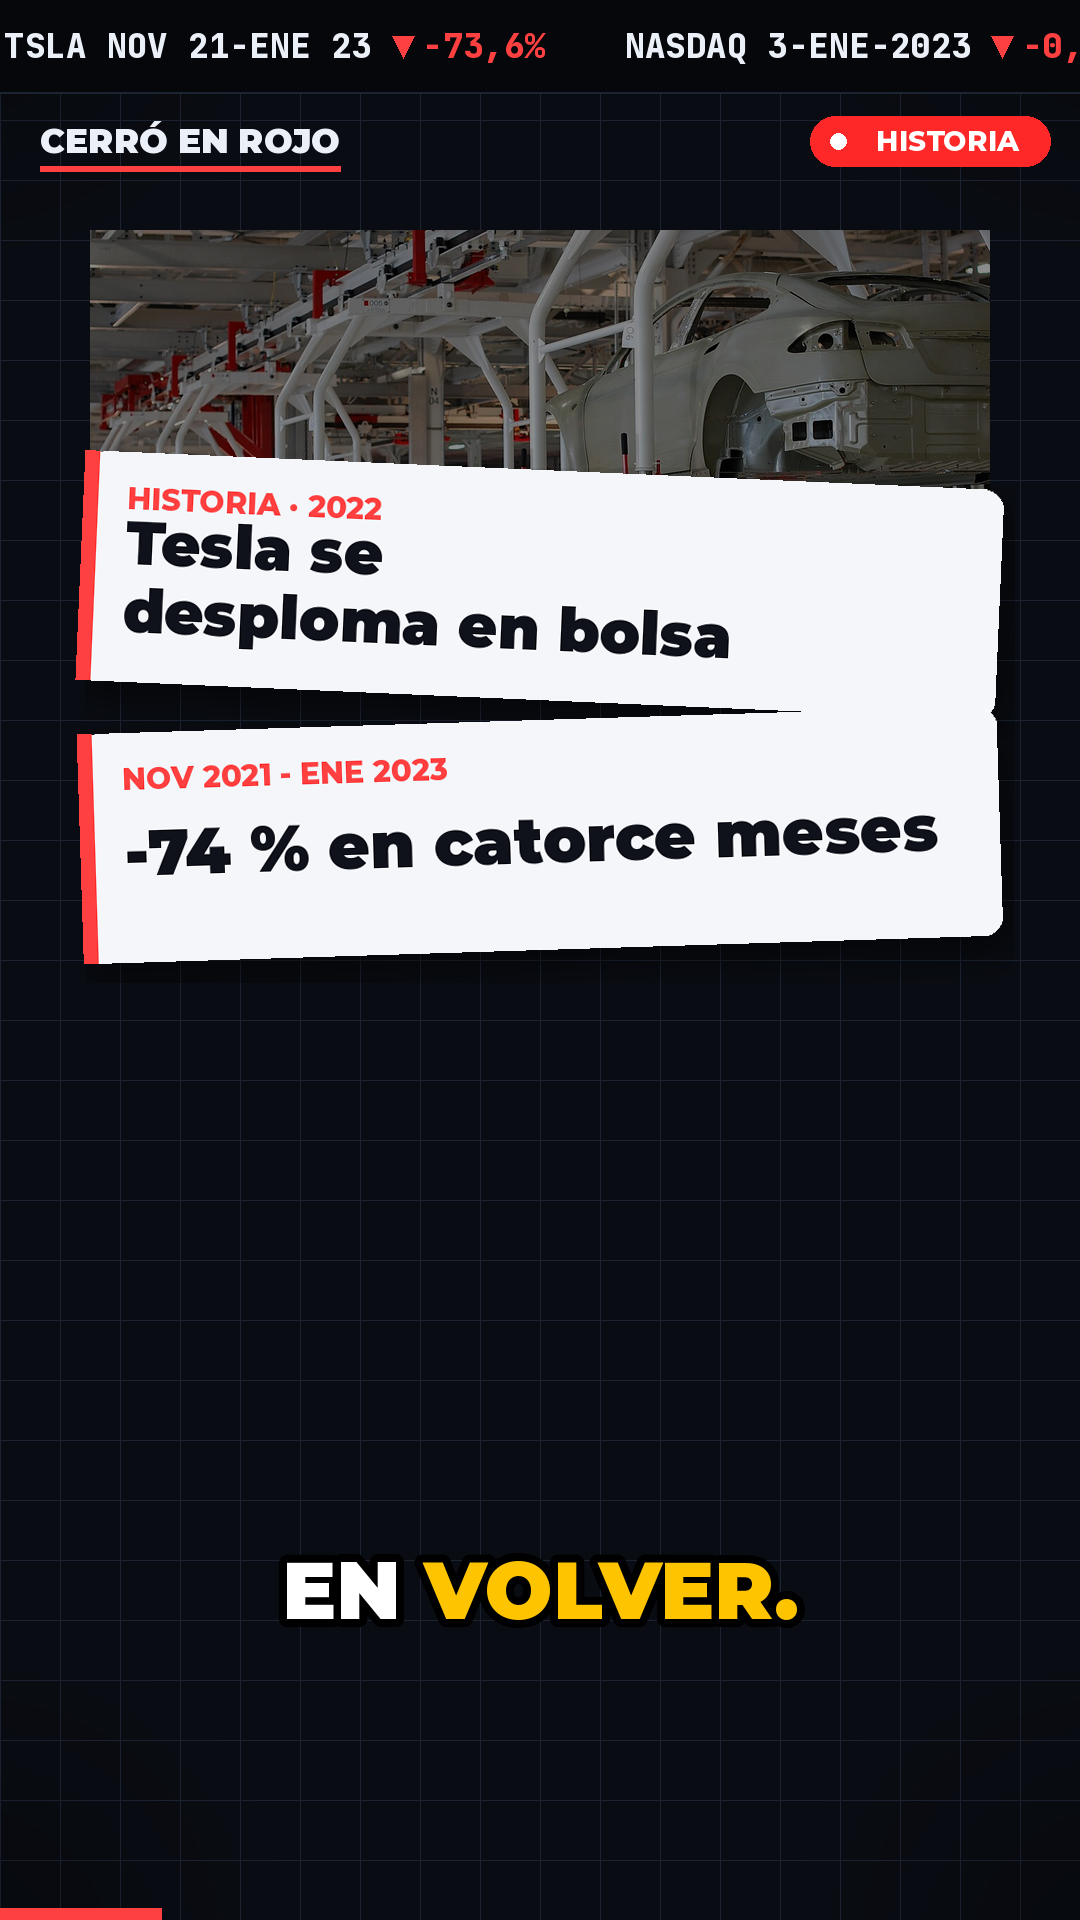 TSLA NOV 21-ENE 23 ▼ -73,6% NASDAQ 3-ENE-2023 ▼ -0,
CERRÓ EN ROJO
HISTORIA
HISTORIA • 2022
Tesla se
desploma en bolsa
NOV 2021 - ENE 2023
-74 % en catorce meses
EN VOLVER.